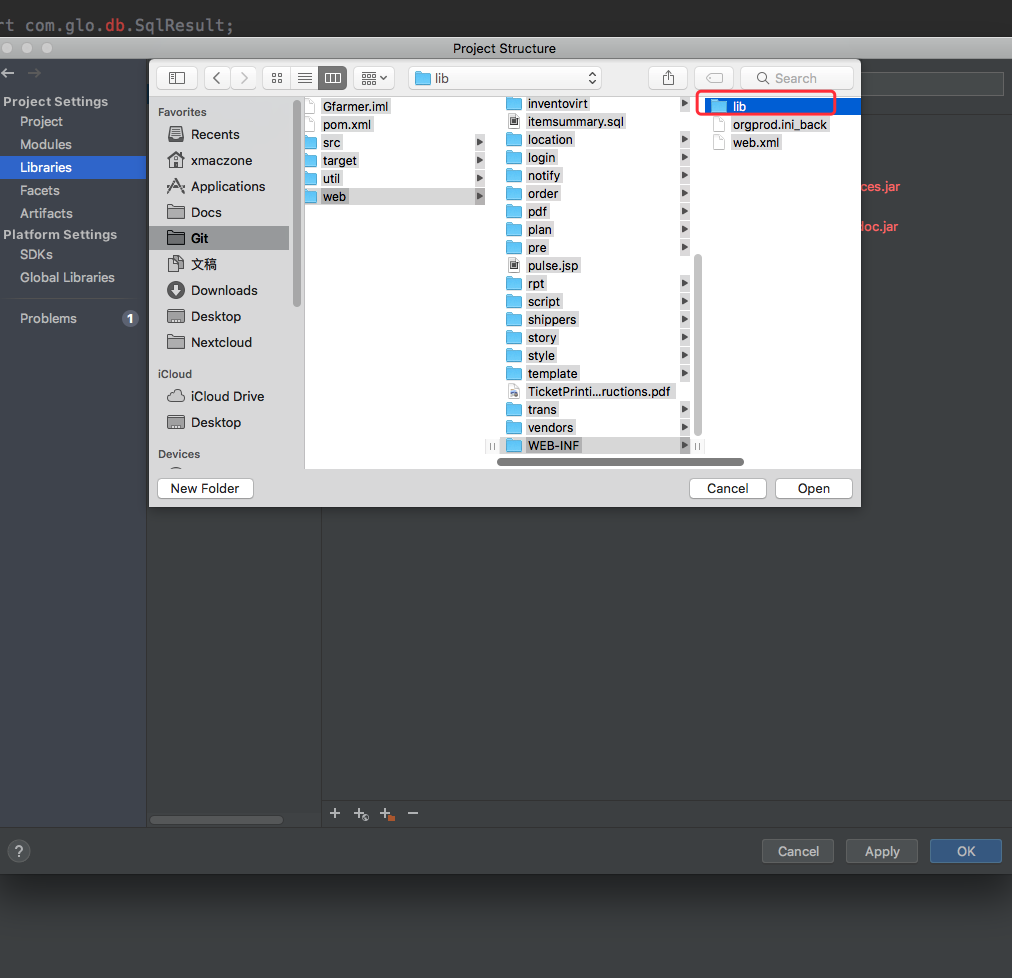 rt com.glo.db.SqlResult;
Project Structure
lib
Search
Project Settings
Project
Modules
Libraries
Facets
Artifacts
Platform Settings
SDKs
Global Libraries
Problems
1
Favorites
Recents
xmaczone
Applications
Docs
Git
文稿
Downloads
Desktop
Nextcloud
iCloud
iCloud Drive
Desktop
Devices
Gfarmer.iml
pom.xml
src
target
util
web
inventovirt
itemsummary.sql
location
login
notify
order
pdf
plan
pre
pulse.jsp
rpt
script
shippers
story
style
template
TicketPrinti...ructions.pdf
trans
vendors
WEB-INF
lib
orgprod.ini_back
web.xml
ces.jar
doc.jar
New Folder
Cancel
Open
?
Cancel
Apply
OK